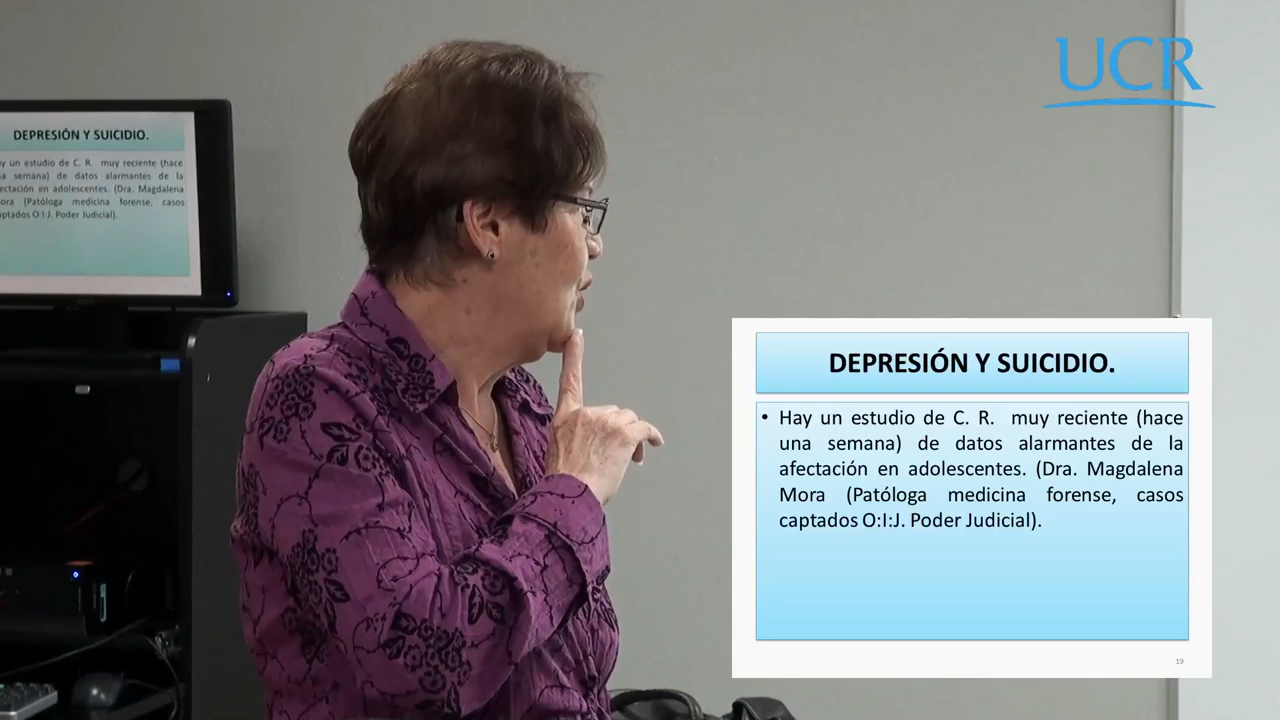 UCR
DEPRESIÓN Y SUICIDIO.
y un estudio de C. R. muy reciente (hace
a semana) de datos alarmantes de la
ectación en adolescentes. (Dra. Magdalena
ora (Patóloga medicina forense, casos
ptados O:I:J. Poder Judicial).
DEPRESIÓN Y SUICIDIO.
• Hay un estudio de C. R. muy reciente (hace
una semana) de datos alarmantes de la
afectación en adolescentes. (Dra. Magdalena
Mora (Patóloga medicina forense, casos
captados O:I:J. Poder Judicial).
19